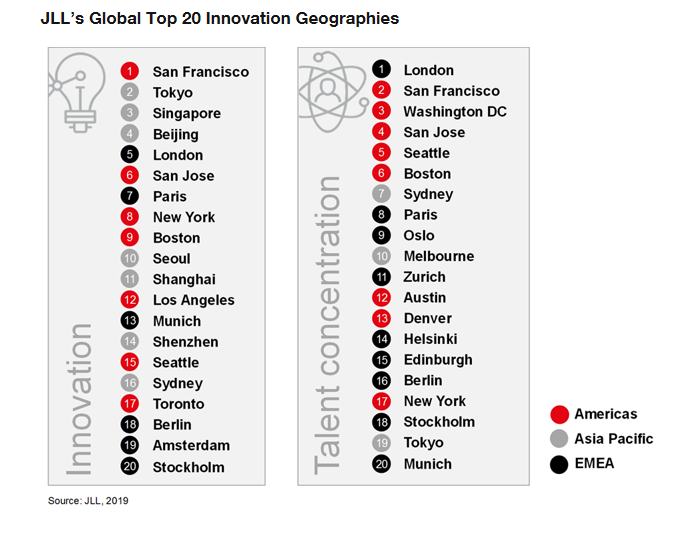 JLL's Global Top 20 Innovation Geographies
Innovation
1 San Francisco
2 Tokyo
3 Singapore
4 Beijing
5 London
6 San Jose
7 Paris
8 New York
9 Boston
10 Seoul
11 Shanghai
12 Los Angeles
13 Munich
14 Shenzhen
15 Seattle
16 Sydney
17 Toronto
18 Berlin
19 Amsterdam
20 Stockholm
Talent concentration
1 London
2 San Francisco
3 Washington DC
4 San Jose
5 Seattle
6 Boston
7 Sydney
8 Paris
9 Oslo
10 Melbourne
11 Zurich
12 Austin
13 Denver
14 Helsinki
15 Edinburgh
16 Berlin
17 New York
18 Stockholm
19 Tokyo
20 Munich
Americas
Asia Pacific
EMEA
Source: JLL, 2019